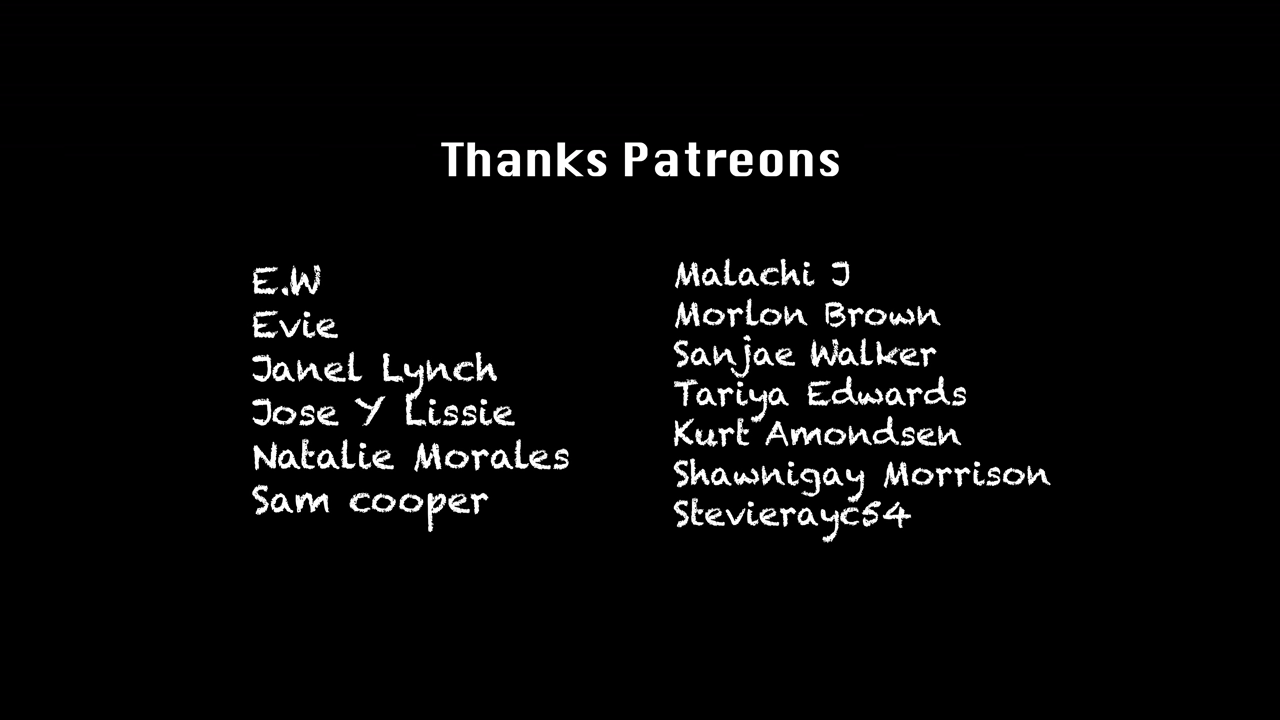 Thanks Patreons
E.W
Evie
Janel Lynch
Jose Y Lissie
Natalie Morales
Sam cooper
Malachi J
Morlon Brown
Sanjae Walker
Tariya Edwards
Kurt Amondsen
Shawnigay Morrison
Stevierayc54